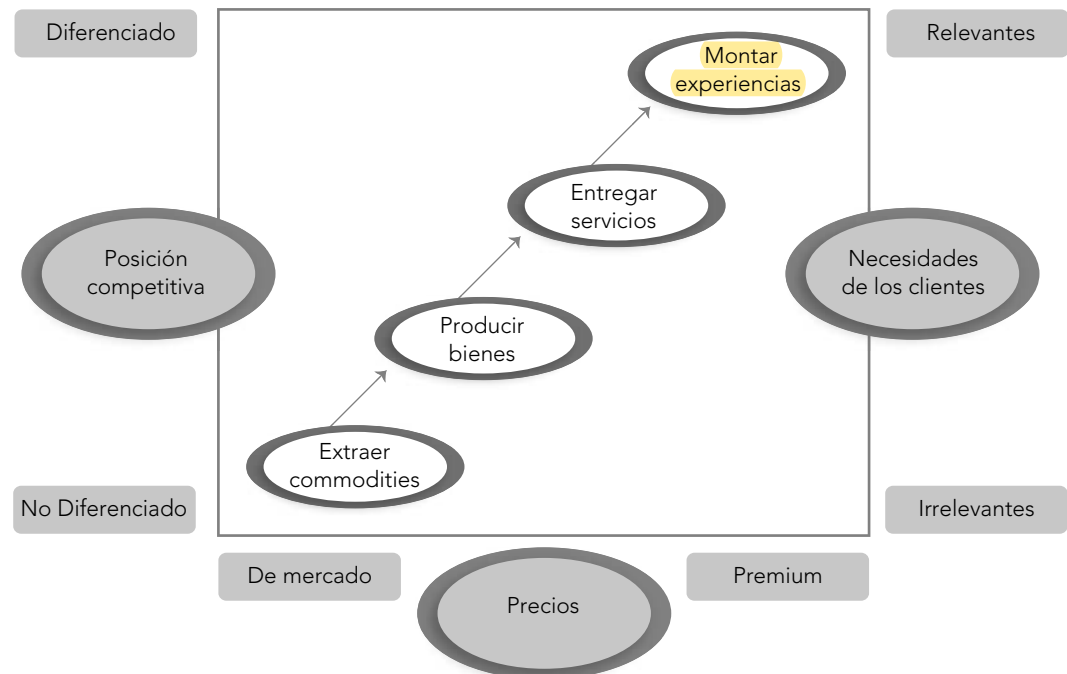 Diferenciado
Relevantes
Montar
experiencias
Entregar
servicios
Posición
competitiva
Necesidades
de los clientes
Producir
bienes
Extraer
commodities
No Diferenciado
Irrelevantes
De mercado
Premium
Precios